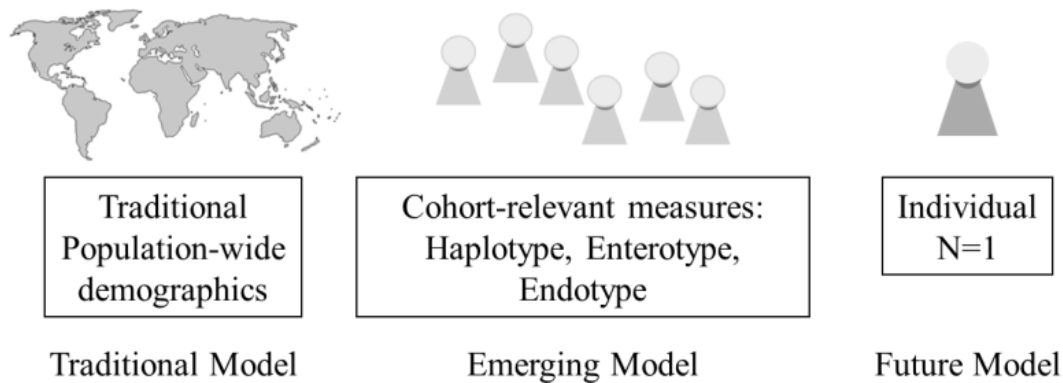 Traditional
Population-wide
demographics
Cohort-relevant measures:
Haplotype, Enterotype,
Endotype
Individual
N=1
Traditional Model
Emerging Model
Future Model